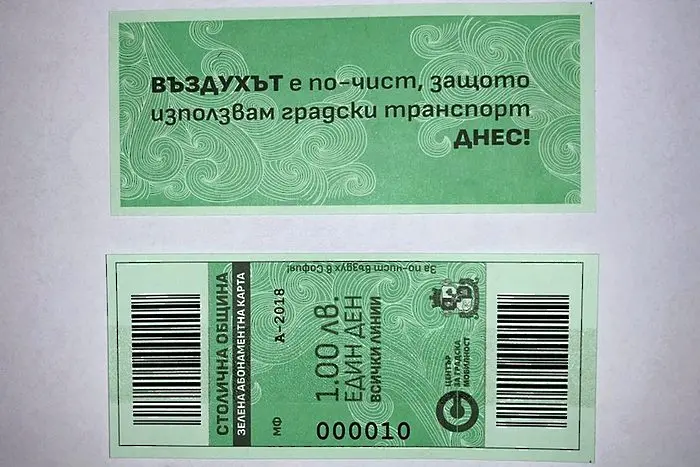 ВЪЗДУХЪТ е по-чист, защото
използвам градски транспорт
ДНЕС!
СТОЛИЧНА ОБЩИНА
ЗЕЛЕНА АБОНАМЕНТНА КАРТА
А-2018
МФ
1.00 лв.
ЕДИН ДЕН
ВСИЧКИ ЛИНИИ
000010
За по-чист въздух в София!
ЦЕНТЪР
ЗА ГРАДСКА
МОБИЛНОСТ